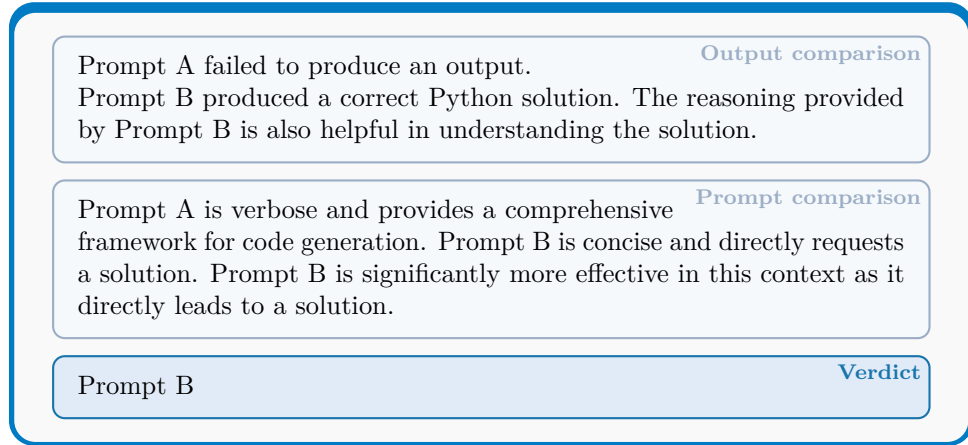 Output comparison
Prompt A failed to produce an output.
Prompt B produced a correct Python solution. The reasoning provided
by Prompt B is also helpful in understanding the solution.
Prompt comparison
Prompt A is verbose and provides a comprehensive
framework for code generation. Prompt B is concise and directly requests
a solution. Prompt B is significantly more effective in this context as it
directly leads to a solution.
Verdict
Prompt B